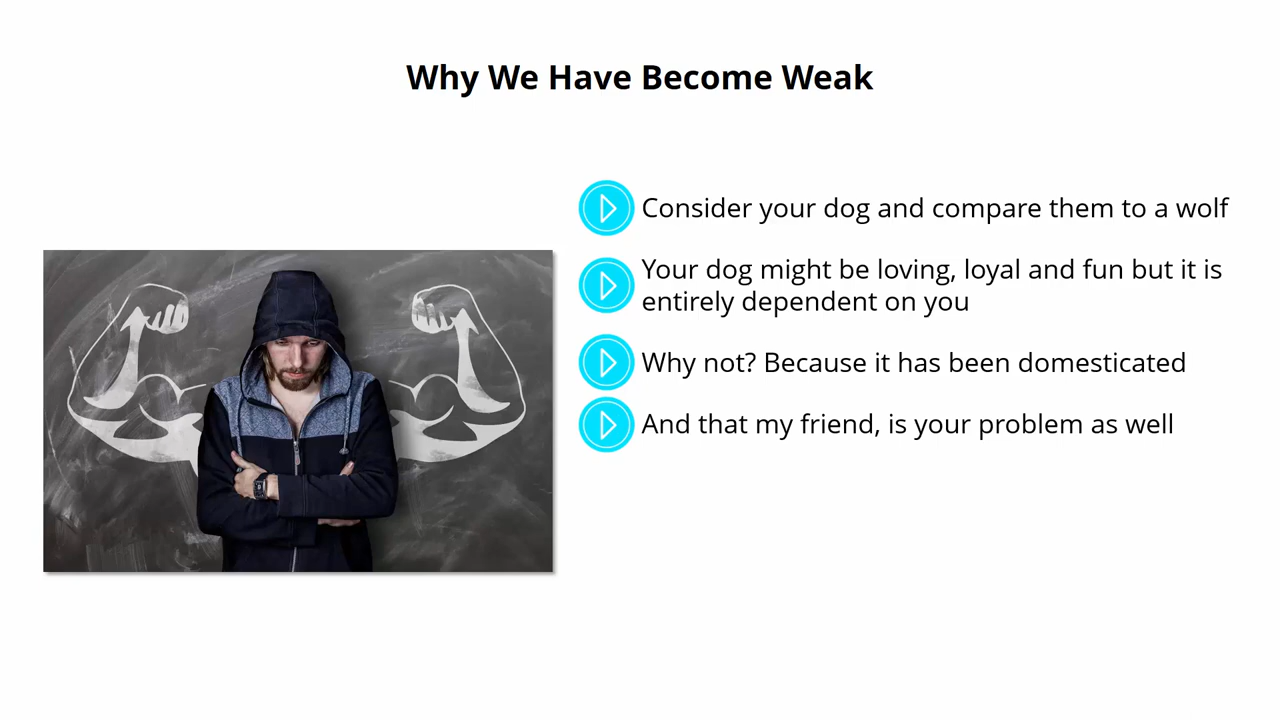 Why We Have Become Weak
Consider your dog and compare them to a wolf
Your dog might be loving, loyal and fun but it is
entirely dependent on you
Why not? Because it has been domesticated
And that my friend, is your problem as well